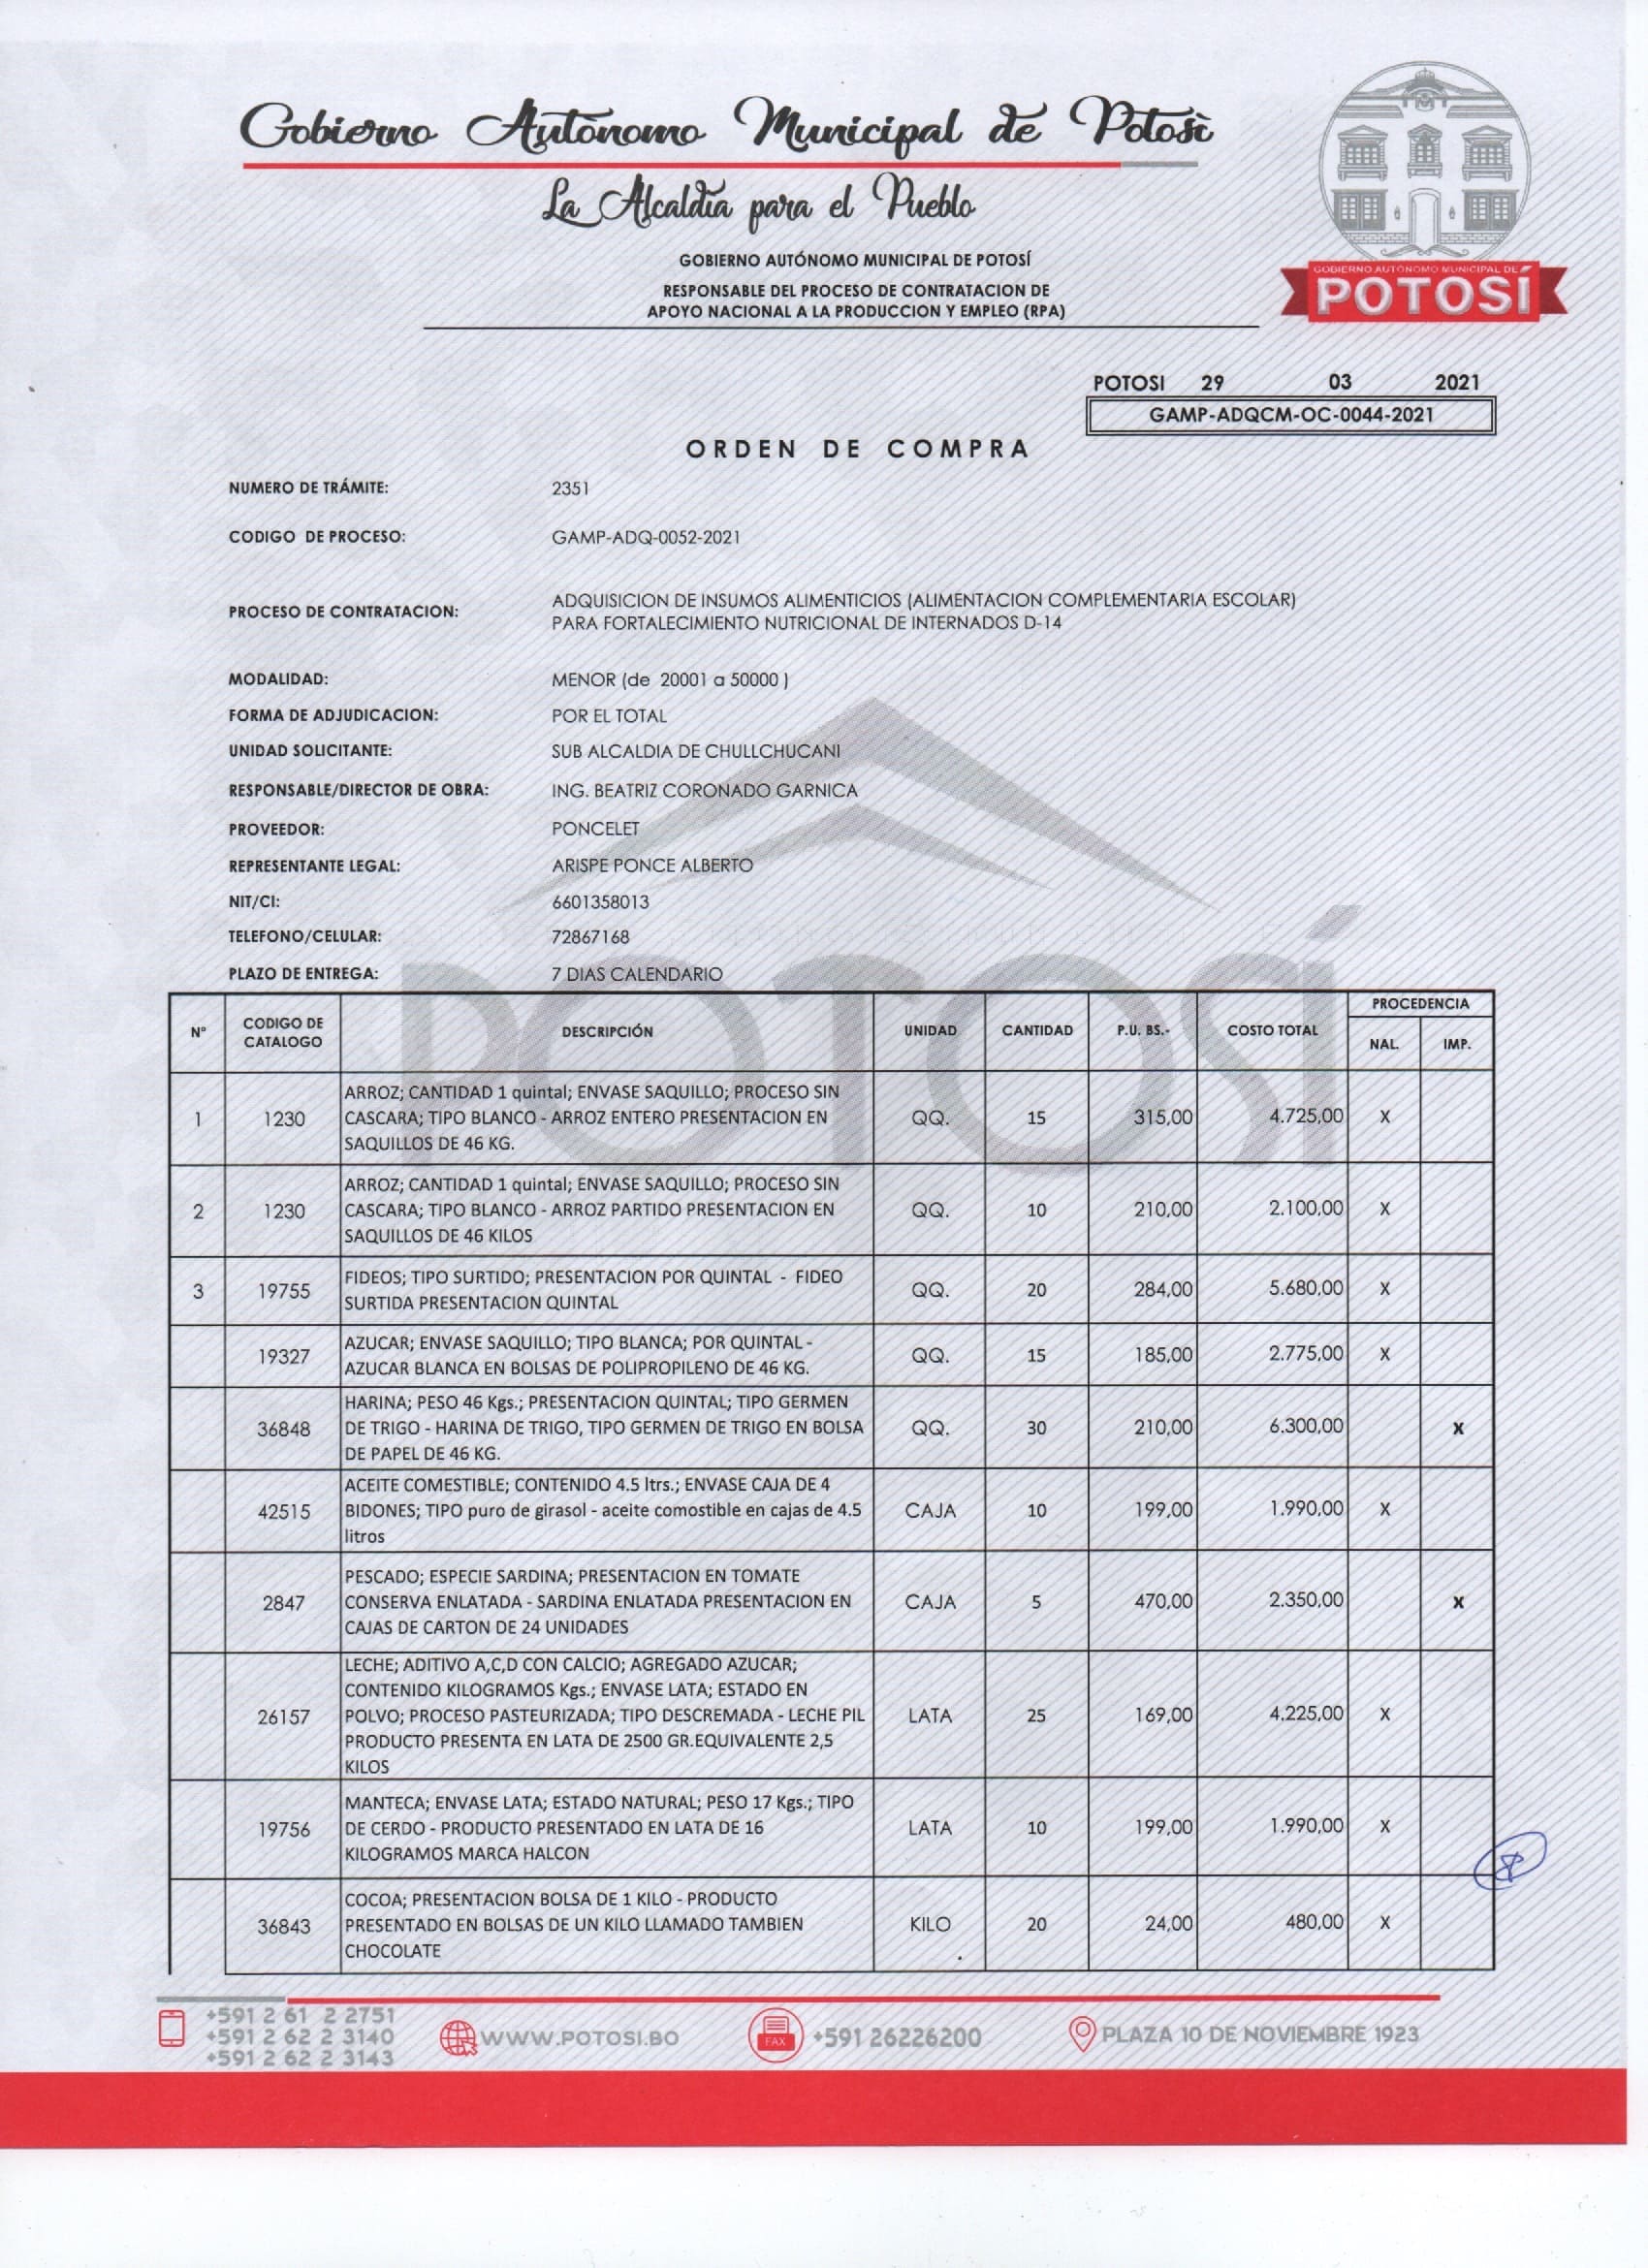 Gobierno Autònomo Municipal de Potosì
La Alcaldía para el Pueblo
GOBIERNO AUTÓNOMO MUNICIPAL DE POTOSÍ
RESPONSABLE DEL PROCESO DE CONTRATACION DE
APOYO NACIONAL A LA PRODUCCION Y EMPLEO (RPA)
GOBIERNO AUTÓNOMO MUNICIPAL DE
POTOSÍ
POTOSI 29 03 2021
GAMP-ADQCM-OC-0044-2021
ORDEN DE COMPRA
NUMERO DE TRÁMITE: 2351
CODIGO DE PROCESO: GAMP-ADQ-0052-2021
PROCESO DE CONTRATACION: ADQUISICION DE INSUMOS ALIMENTICIOS (ALIMENTACION COMPLEMENTARIA ESCOLAR)
PARA FORTALECIMIENTO NUTRICIONAL DE INTERNADOS D-14
MODALIDAD: MENOR (de 20001 a 50000 )
FORMA DE ADJUDICACION: POR EL TOTAL
UNIDAD SOLICITANTE: SUB ALCALDIA DE CHULLCHUCANI
RESPONSABLE/DIRECTOR DE OBRA: ING. BEATRIZ CORONADO GARNICA
PROVEEDOR: PONCELET
REPRESENTANTE LEGAL: ARISPE PONCE ALBERTO
NIT/CI: 6601358013
TELEFONO/CELULAR: 72867168
PLAZO DE ENTREGA: 7 DIAS CALENDARIO
POTOSÍ
Nº CODIGO DE CATALOGO DESCRIPCIÓN UNIDAD CANTIDAD P.U. BS.- COSTO TOTAL PROCEDENCIA
NAL. IMP.
ARROZ; CANTIDAD 1 quintal; ENVASE SAQUILLO; PROCESO SIN
1 1230 CASCARA; TIPO BLANCO - ARROZ ENTERO PRESENTACION EN QQ. 15 315,00 4.725,00 X
SAQUILLOS DE 46 KG.
ARROZ; CANTIDAD 1 quintal; ENVASE SAQUILLO; PROCESO SIN
2 1230 CASCARA; TIPO BLANCO - ARROZ PARTIDO PRESENTACION EN QQ. 10 210,00 2.100,00 X
SAQUILLOS DE 46 KILOS
3 19755 FIDEOS; TIPO SURTIDO; PRESENTACION POR QUINTAL - FIDEO QQ. 20 284,00 5.680,00 X
SURTIDA PRESENTACION QUINTAL
19327 AZUCAR; ENVASE SAQUILLO; TIPO BLANCA; POR QUINTAL - QQ. 15 185,00 2.775,00 X
AZUCAR BLANCA EN BOLSAS DE POLIPROPILENO DE 46 KG.
HARINA; PESO 46 Kgs.; PRESENTACION QUINTAL; TIPO GERMEN
36848 DE TRIGO - HARINA DE TRIGO, TIPO GERMEN DE TRIGO EN BOLSA QQ. 30 210,00 6.300,00 X
DE PAPEL DE 46 KG.
ACEITE COMESTIBLE; CONTENIDO 4.5 ltrs.; ENVASE CAJA DE 4
42515 BIDONES; TIPO puro de girasol - aceite comostible en cajas de 4.5 CAJA 10 199,00 1.990,00 X
litros
PESCADO; ESPECIE SARDINA; PRESENTACION EN TOMATE
2847 CONSERVA ENLATADA - SARDINA ENLATADA PRESENTACION EN CAJA 5 470,00 2.350,00 X
CAJAS DE CARTON DE 24 UNIDADES
LECHE; ADITIVO A,C,D CON CALCIO; AGREGADO AZUCAR;
CONTENIDO KILOGRAMOS Kgs.; ENVASE LATA; ESTADO EN
26157 POLVO; PROCESO PASTEURIZADA; TIPO DESCREMADA - LECHE PIL LATA 25 169,00 4.225,00 X
PRODUCTO PRESENTA EN LATA DE 2500 GR.EQUIVALENTE 2,5
KILOS
MANTECA; ENVASE LATA; ESTADO NATURAL; PESO 17 Kgs.; TIPO
19756 DE CERDO - PRODUCTO PRESENTADO EN LATA DE 16 LATA 10 199,00 1.990,00 X
KILOGRAMOS MARCA HALCON
COCOA; PRESENTACION BOLSA DE 1 KILO - PRODUCTO
36843 PRESENTADO EN BOLSAS DE UN KILO LLAMADO TAMBIEN KILO 20 24,00 480,00 X
CHOCOLATE
+591 2 61 2 2751
+591 2 62 2 3140
+591 2 62 2 3143
WWW.POTOSI.BO
FAX
+591 26226200
PLAZA 10 DE NOVIEMBRE 1923